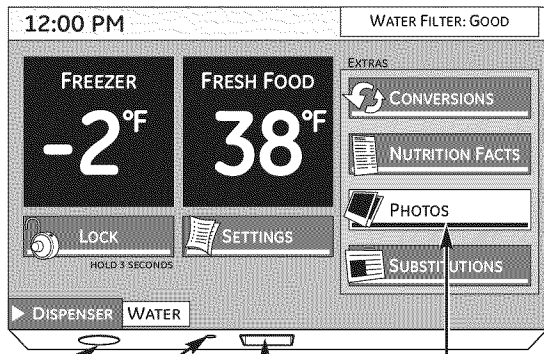 12:00 PM
WATER FILTER: GOOD
FREEZER
-2°F
FRESH FOOD
38°F
LOCK
HOLD 3 SECONDS
SETTINGS
EXTRAS
CONVERSIONS
NUTRITION FACTS
PHOTOS
SUBSTITUTIONS
DISPENSER
WATER